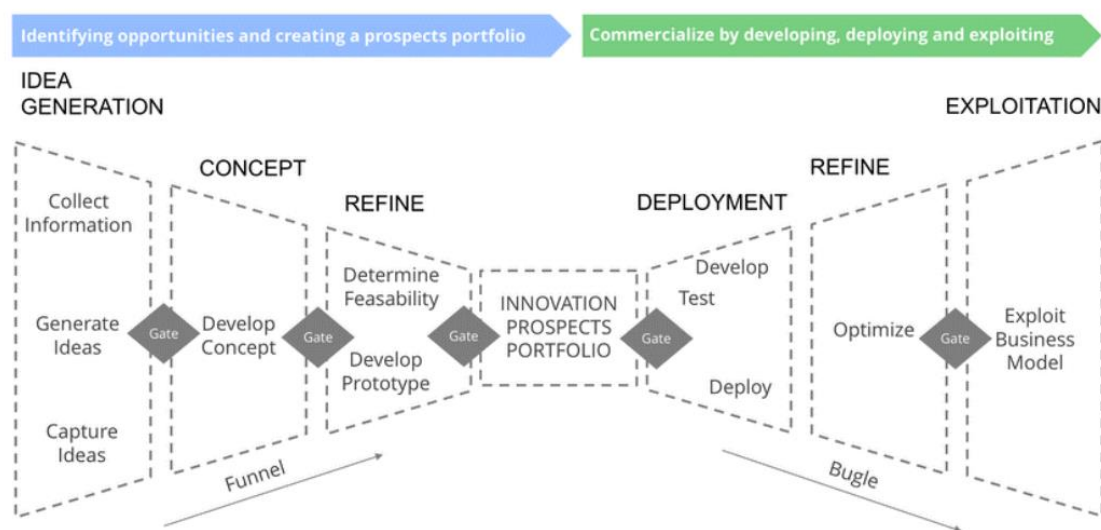 Identifying opportunities and creating a prospects portfolio
Commercialize by developing, deploying and exploiting
IDEA
GENERATION
Collect
Information
Generate
Ideas
Capture
Ideas
Gate
CONCEPT
Develop
Concept
Gate
REFINE
Determine
Feasability
Develop
Prototype
Gate
INNOVATION
PROSPECTS
PORTFOLIO
Gate
DEPLOYMENT
Develop
Test
Deploy
REFINE
Optimize
Gate
EXPLOITATION
Exploit
Business
Model
Funnel
Bugle